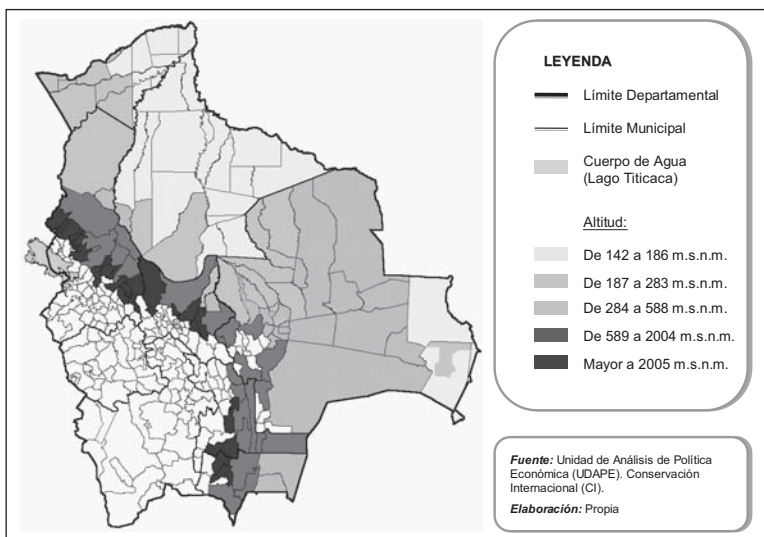 LEYENDA
Límite Departamental
Límite Municipal
Cuerpo de Agua
(Lago Titicaca)
Altitud:
De 142 a 186 m.s.n.m.
De 187 a 283 m.s.n.m.
De 284 a 588 m.s.n.m.
De 589 a 2004 m.s.n.m.
Mayor a 2005 m.s.n.m.
Fuente: Unidad de Análisis de Política
Económica (UDAPE). Conservación
Internacional (CI).
Elaboración: Propia